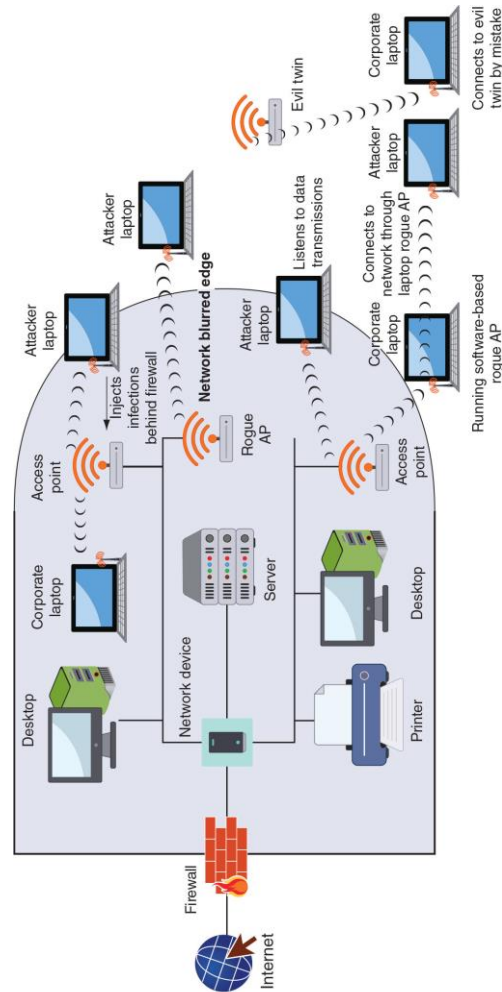 Internet
Firewall
Network device
Desktop
Corporate
laptop
Access
point
Injects
infections
behind firewall
Attacker
laptop
Attacker
laptop
Network blurred edge
Rogue
AP
Server
Printer
Desktop
Access
point
Attacker
laptop
Listens to data
transmissions
Evil twin
Corporate
laptop
Running software-based
rogue AP
Connects to
network through
laptop rogue AP
Attacker
laptop
Corporate
laptop
Connects to evil
twin by mistake